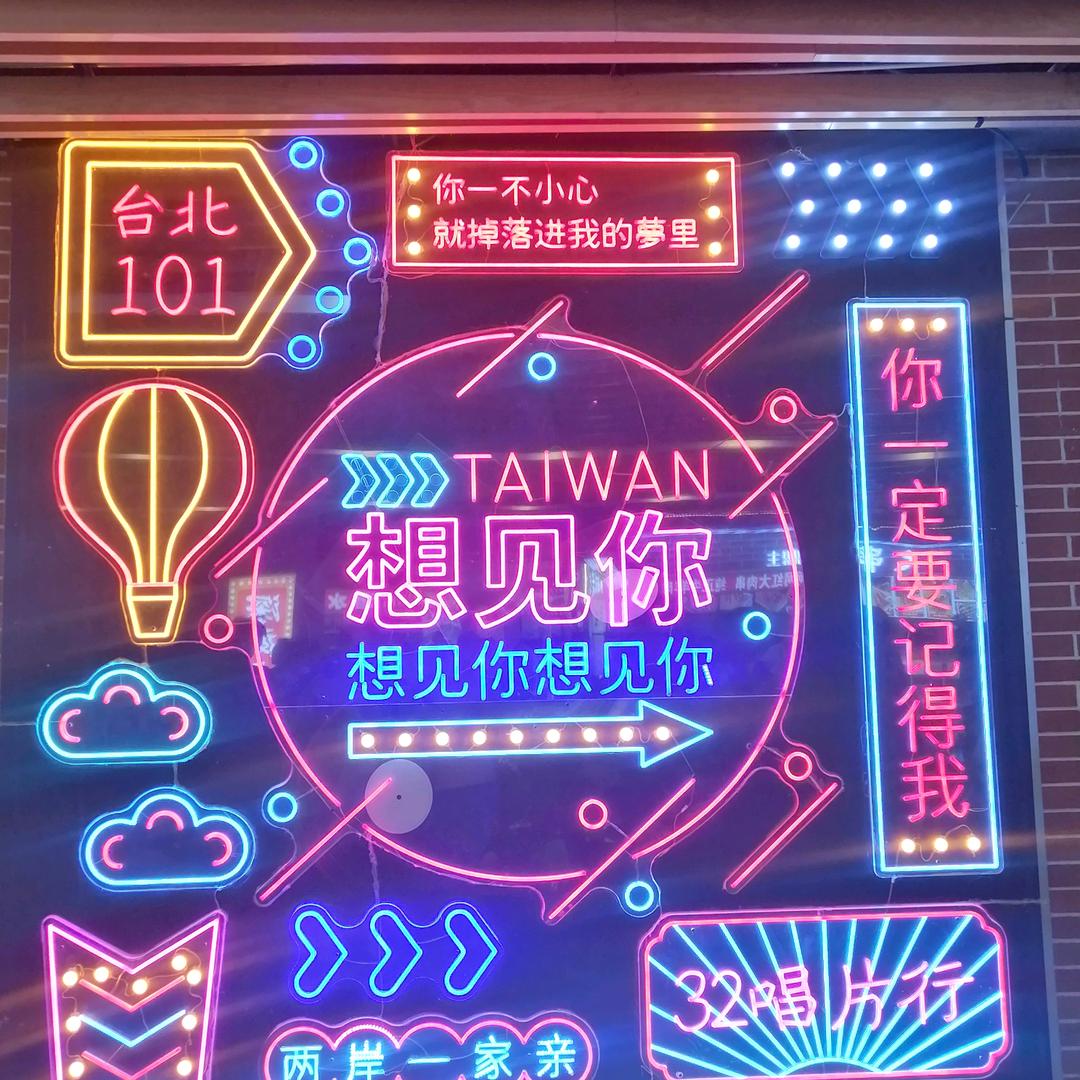 台北
101
你一不小心
就掉落进我的夢里
TAIWAN
想见你
想见你想见你
你一定要记得我
32唱片行
两岸一家亲